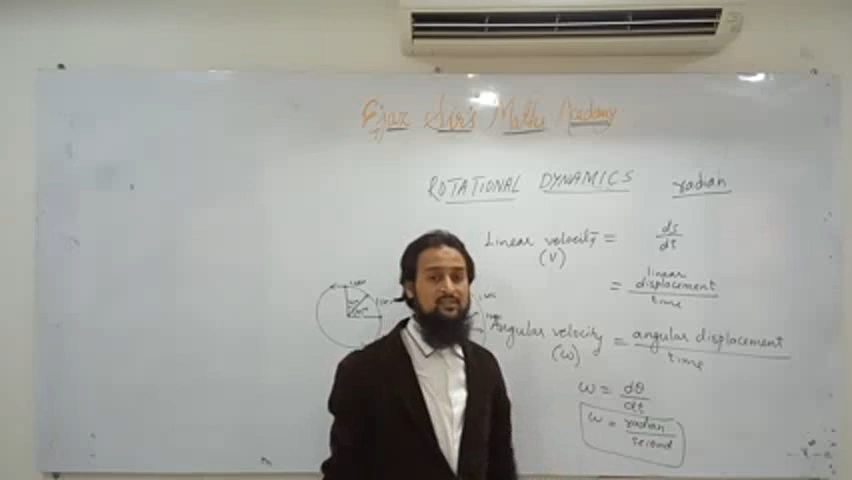 Ejaz Sir's Maths Acedamy
ROTATIONAL DYNAMICS radian
Linear velocity = ds/dt
(V)
= linear displacement / time
Angular velocity = angular displacement / time
(ω)
ω = dθ/dt
ω = radian/second